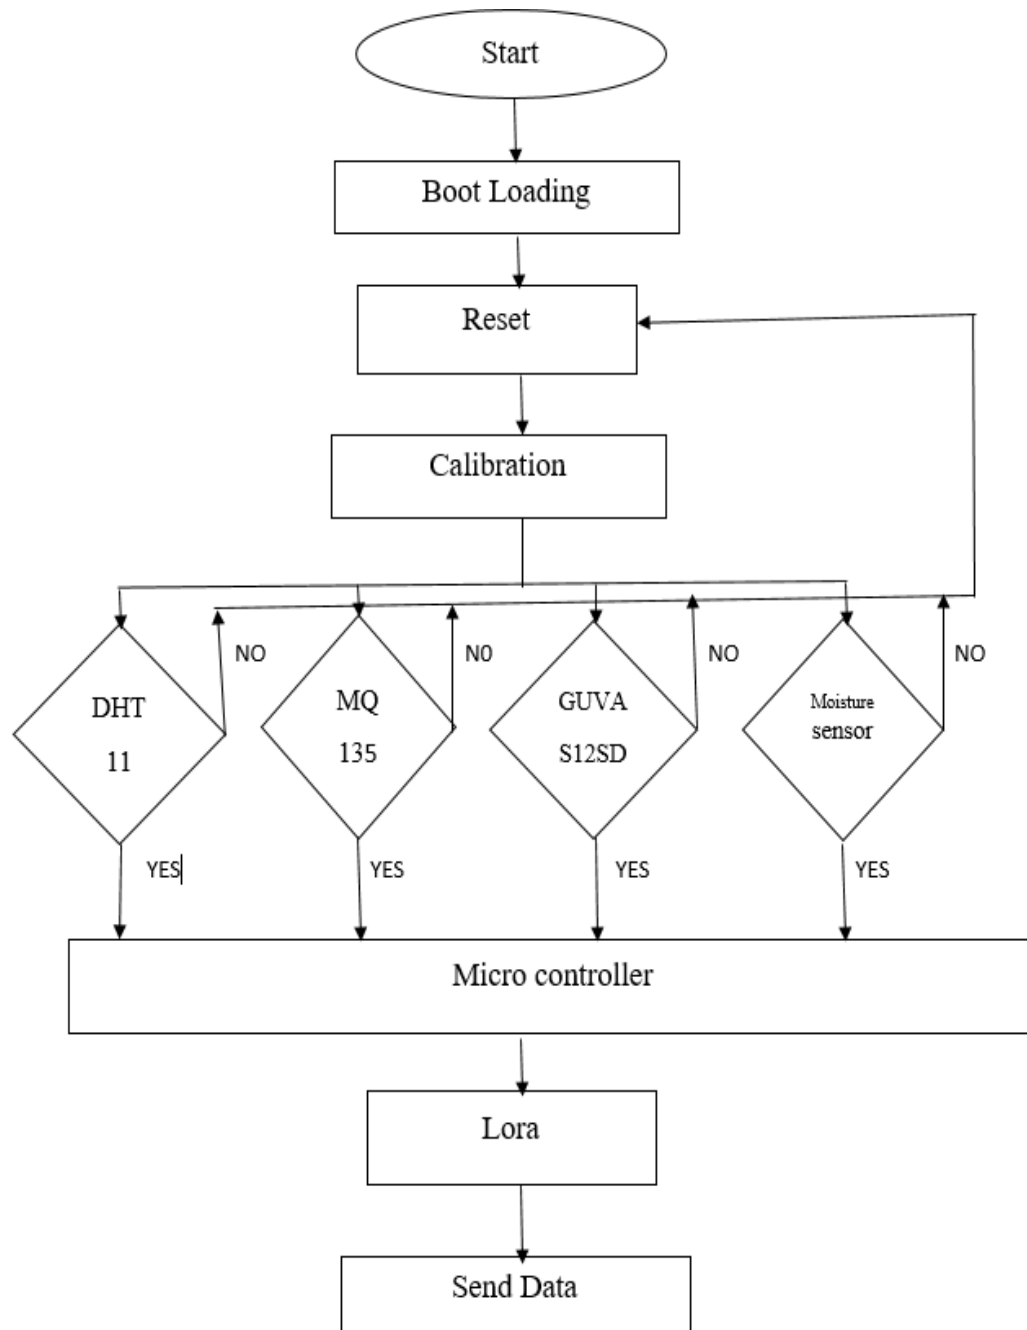 Start
Boot Loading
Reset
Calibration
NO
N0
NO
NO
DHT
11
MQ
135
GUVA
S12SD
Moisture
sensor
YES
YES
YES
YES
Micro controller
Lora
Send Data